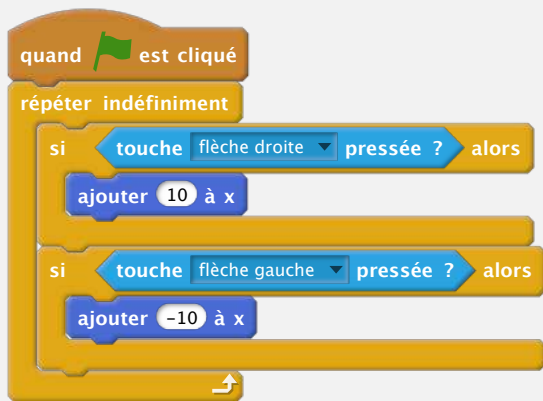 quand est cliqué
répéter indéfiniment
si touche flèche droite pressée ? alors
ajouter 10 à x
si touche flèche gauche pressée ? alors
ajouter -10 à x